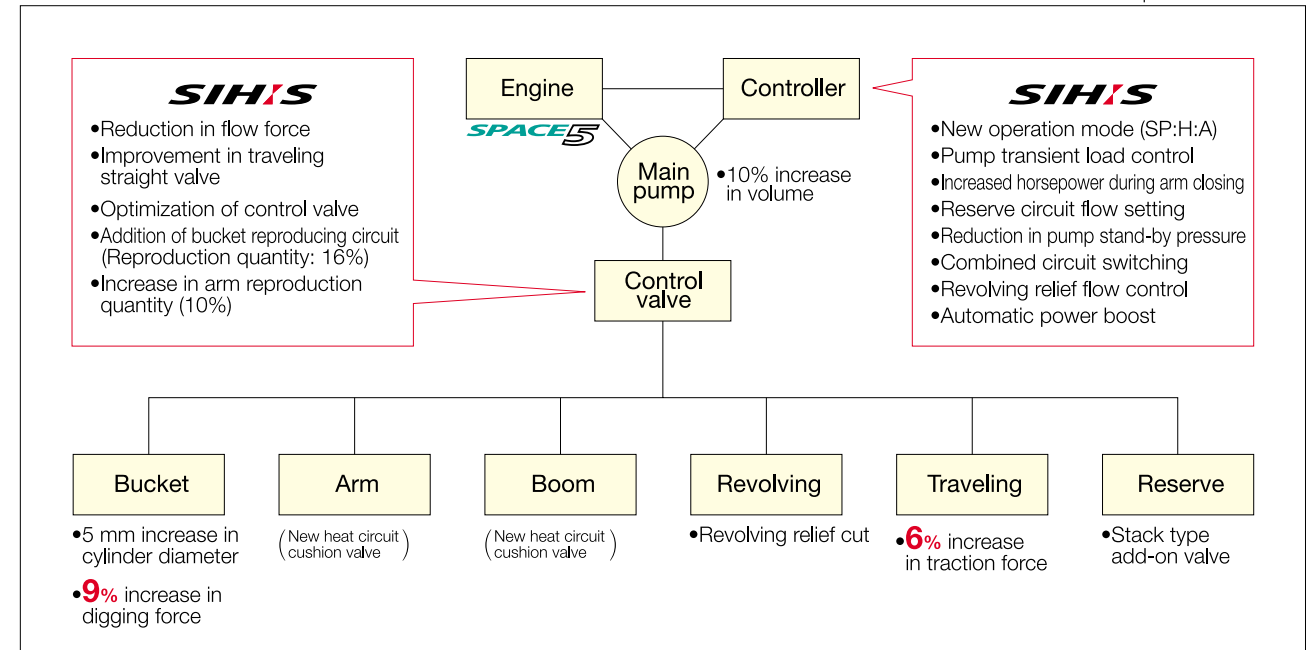 SIH:S
•Reduction in flow force
•Improvement in traveling
straight valve
•Optimization of control valve
•Addition of bucket reproducing circuit
(Reproduction quantity: 16%)
•Increase in arm reproduction
quantity (10%)
Engine
SPACE5
Controller
Main
pump
•10% increase
in volume
Control
valve
SIH:S
•New operation mode (SP:H:A)
•Pump transient load control
•Increased horsepower during arm closing
•Reserve circuit flow setting
•Reduction in pump stand-by pressure
•Combined circuit switching
•Revolving relief flow control
•Automatic power boost
Bucket
•5 mm increase in
cylinder diameter
•9% increase in
digging force
Arm
(New heat circuit
cushion valve)
Boom
(New heat circuit
cushion valve)
Revolving
•Revolving relief cut
Traveling
•6% increase
in traction force
Reserve
•Stack type
add-on valve